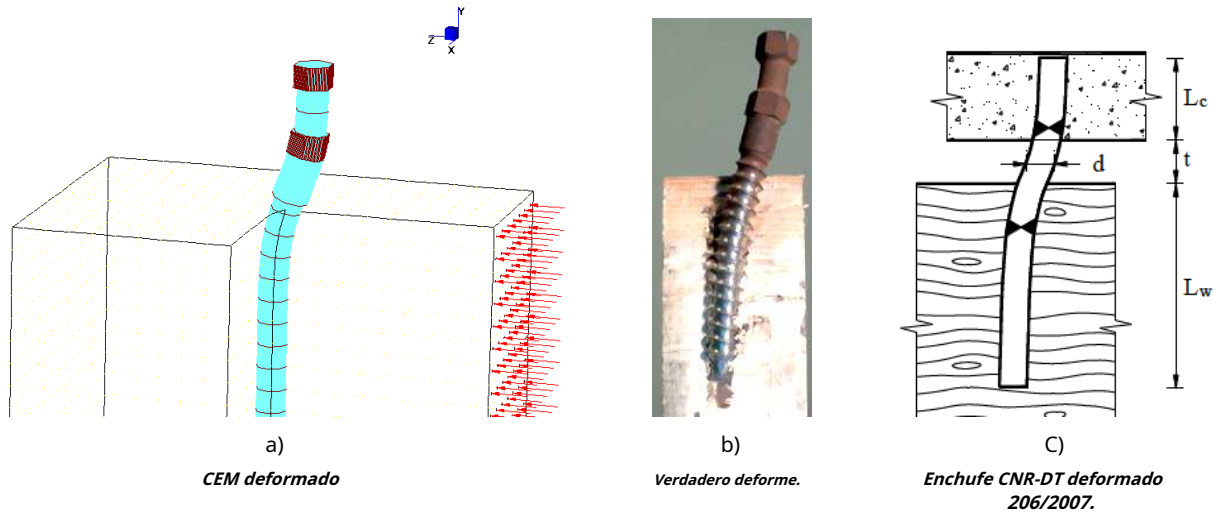 Y
Z
X
Lc
t
d
Lw
a)
b)
C)
CEM deformado
Verdadero deforme.
Enchufe CNR-DT deformado
206/2007.